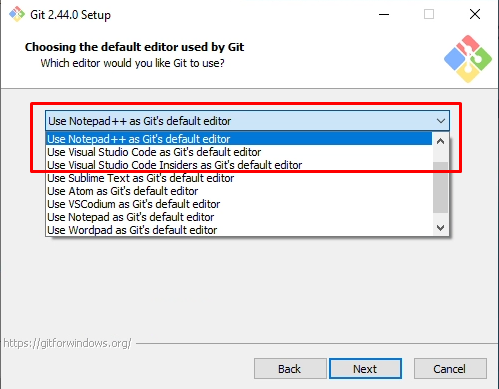 Git 2.44.0 Setup
Choosing the default editor used by Git
Which editor would you like Git to use?
Use Notepad++ as Git's default editor
Use Notepad++ as Git's default editor
Use Visual Studio Code as Git's default editor
Use Visual Studio Code Insiders as Git's default editor
Use Sublime Text as Git's default editor
Use Atom as Git's default editor
Use VSCodium as Git's default editor
Use Notepad as Git's default editor
Use Wordpad as Git's default editor
https://gitforwindows.org/
Back Next Cancel